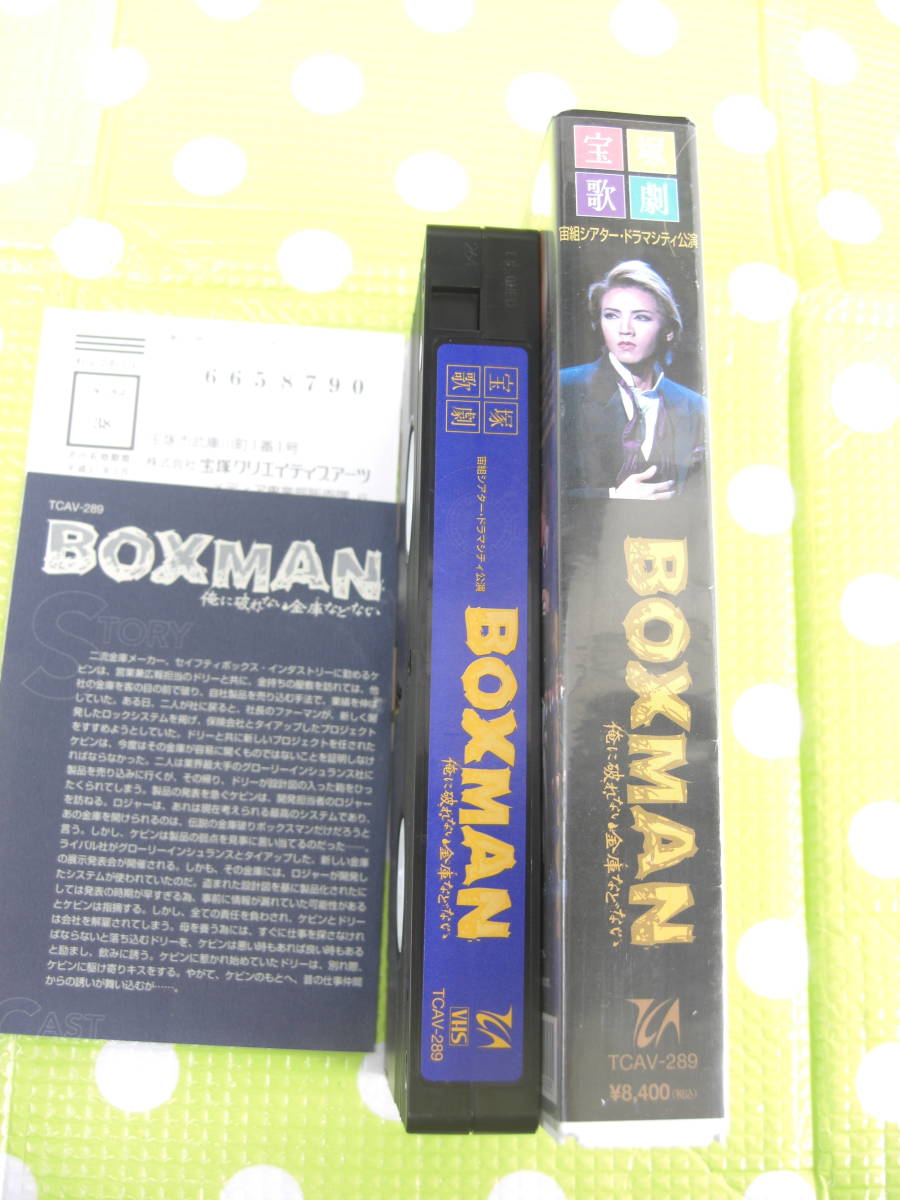 6658790
38
宝塚市武庫川町1番1号
株式会社 宝塚クリエイティブアーツ
TCAV-289
BOXMAN
俺に破れない金庫などない
STORY
二流金庫メーカー、セイフティボックス・インダストリーに勤めるケ
ビンは、営業兼広報担当のドリーと共に、金持ちの屋敷を訪れては、他
社の金庫を客の目の前で破り、自社製品を売り込む手法で、業績を伸ば
していた。ある日、二人が社に戻ると、社長のファーマンが、新しく開
発したロックシステムを掲げ、保険会社とタイアップしたプロジェクト
をすすめようとしていた。ドリーと共に新しいプロジェクトを任された
ケビンは、今度はその金庫が容易に開くものではないことを証明しなけ
ればならなかった。二人は業界最大手のグローリーインシュランス社に
製品を売り込みに行くが、その帰り、ドリーが設計図の入った鞄をひっ
たくられてしまう。製品の発表を急ぐケビンは、開発担当者のロジャー
を訪ねる。ロジャーは、あれは現在考えられる最高のシステムであり、
あの金庫を開けられるのは、伝説の金庫破りボックスマンだけだろうと
言う。しかし、ケビンは製品の弱点を見事に言い当てるのだった──。
ライバル社がグローリーインシュランスとタイアップした、新しい金庫
の展示発表会が開催される。しかも、その金庫には、ロジャーが開発し
たシステムが使われていたのだ。盗まれた設計図を基に製品化されたに
しては発表の時期が早すぎる為、事前に情報が漏れていた可能性がある
とケビンは指摘する。しかし、全ての責任を負わされ、ケビンとドリー
は会社を解雇されてしまう。母を養う為には、すぐに仕事を探さなけれ
ばならないと落ち込むドリーを、ケビンは悪い時もあれば良い時もある
と励まし、飲みに誘う。ケビンに惹かれ始めていたドリーは、別れ際、
ケビンに駆け寄りキスをする。やがて、ケビンのもとへ、昔の仕事仲間
からの誘いが舞い込むが……。
CAST
宝塚
歌劇
宙組シアター・ドラマシティ公演
BOXMAN
俺に破れない金庫などない
VHS
TCAV-289
宝塚
歌劇
宙組シアター・ドラマシティ公演
BOXMAN
俺に破れない金庫などない
TCAV-289
¥8,400(税込)